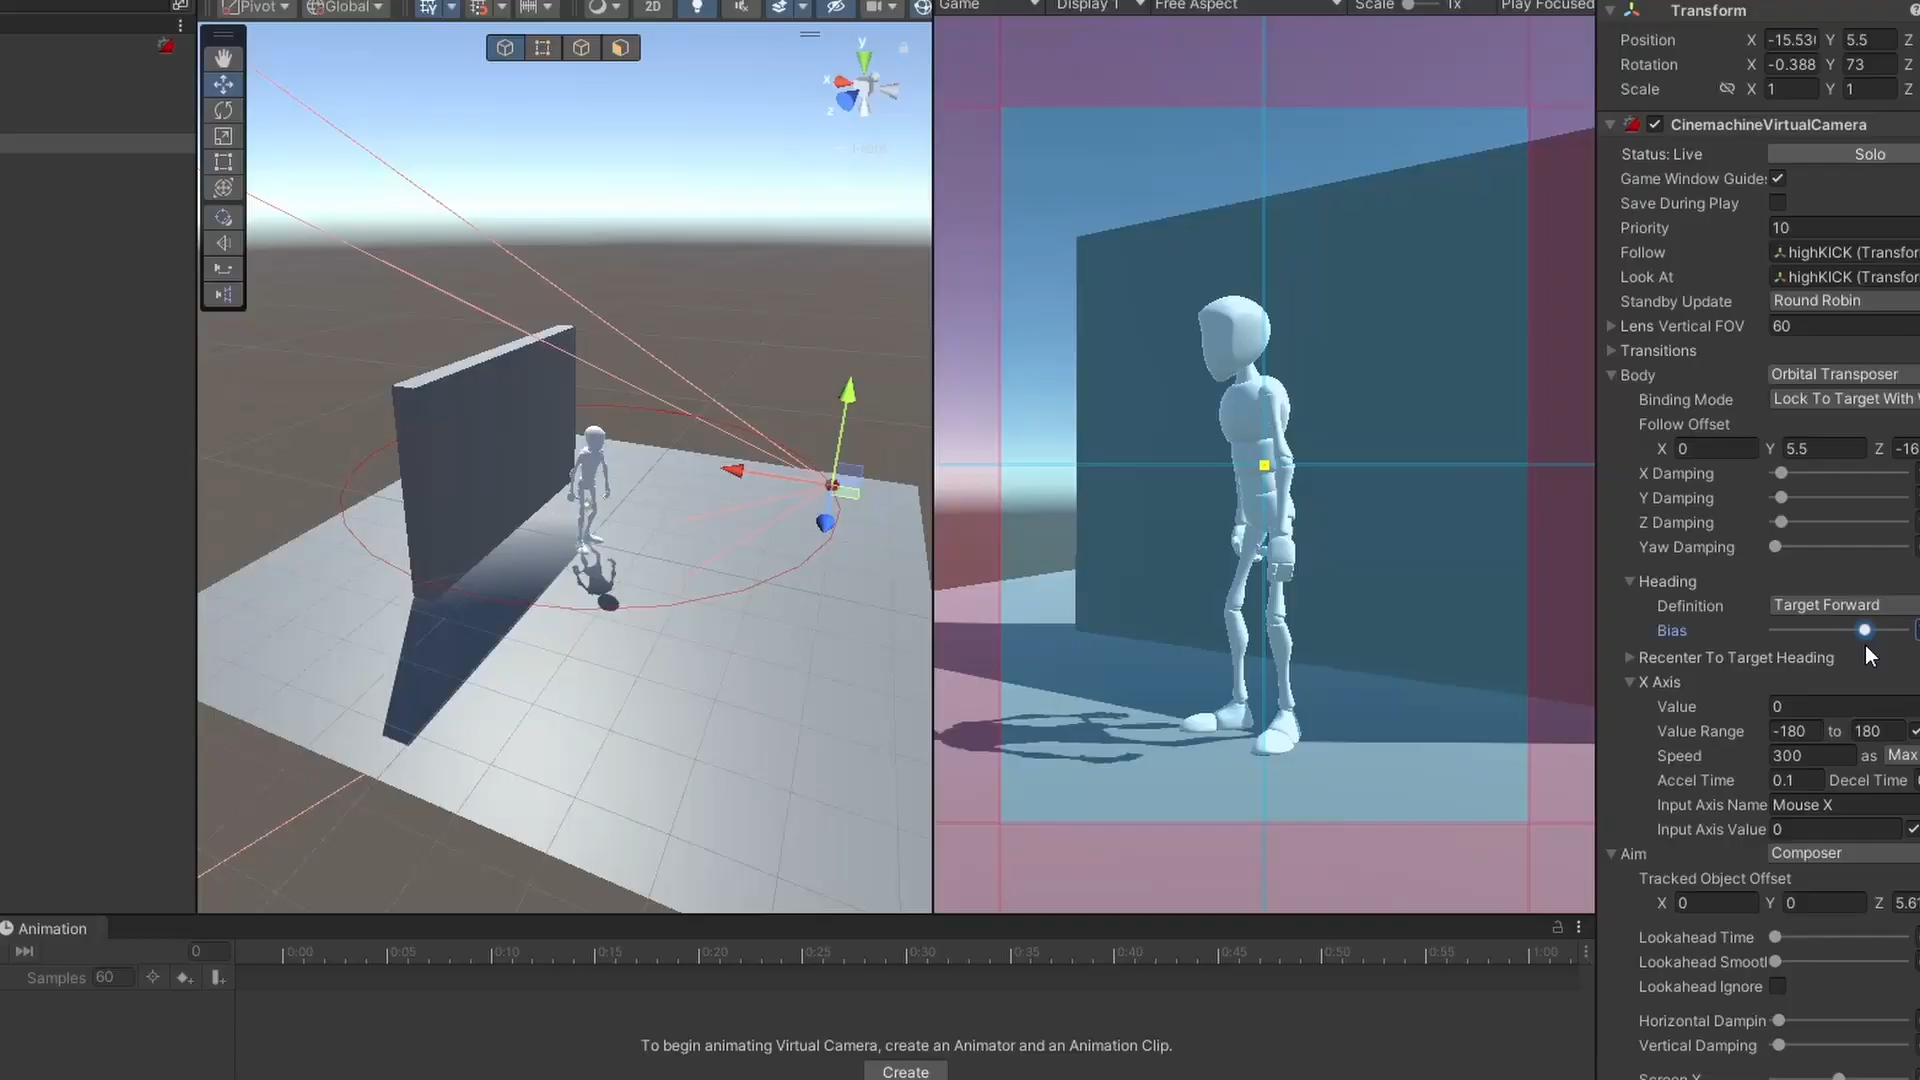 Pivot
Global
2D
y
x
z
Front
Game
Display 1
Free Aspect
Scale
1x
Play Focused
Transform
Position X -15.53 Y 5.5 Z
Rotation X -0.388 Y 73 Z
Scale X 1 Y 1 Z
CinemachineVirtualCamera
Status: Live Solo
Game Window Guide
Save During Play
Priority 10
Follow highKICK (Transfor
Look At highKICK (Transfor
Standby Update Round Robin
Lens Vertical FOV 60
Transitions
Body Orbital Transposer
Binding Mode Lock To Target With
Follow Offset
X 0 Y 5.5 Z -16
X Damping
Y Damping
Z Damping
Yaw Damping
Heading
Definition Target Forward
Bias
Recenter To Target Heading
X Axis
Value 0
Value Range -180 to 180
Speed 300 as Max
Accel Time 0.1 Decel Time
Input Axis Name Mouse X
Input Axis Value 0
Aim Composer
Tracked Object Offset
X 0 Y 0 Z 5.6
Lookahead Time
Lookahead Smootl
Lookahead Ignore
Horizontal Dampin
Vertical Damping
Screen X
Animation
0 0:00 0:05 0:10 0:15 0:20 0:25 0:30 0:35 0:40 0:45 0:50 0:55 1:00
Samples 60
To begin animating Virtual Camera, create an Animator and an Animation Clip.
Create